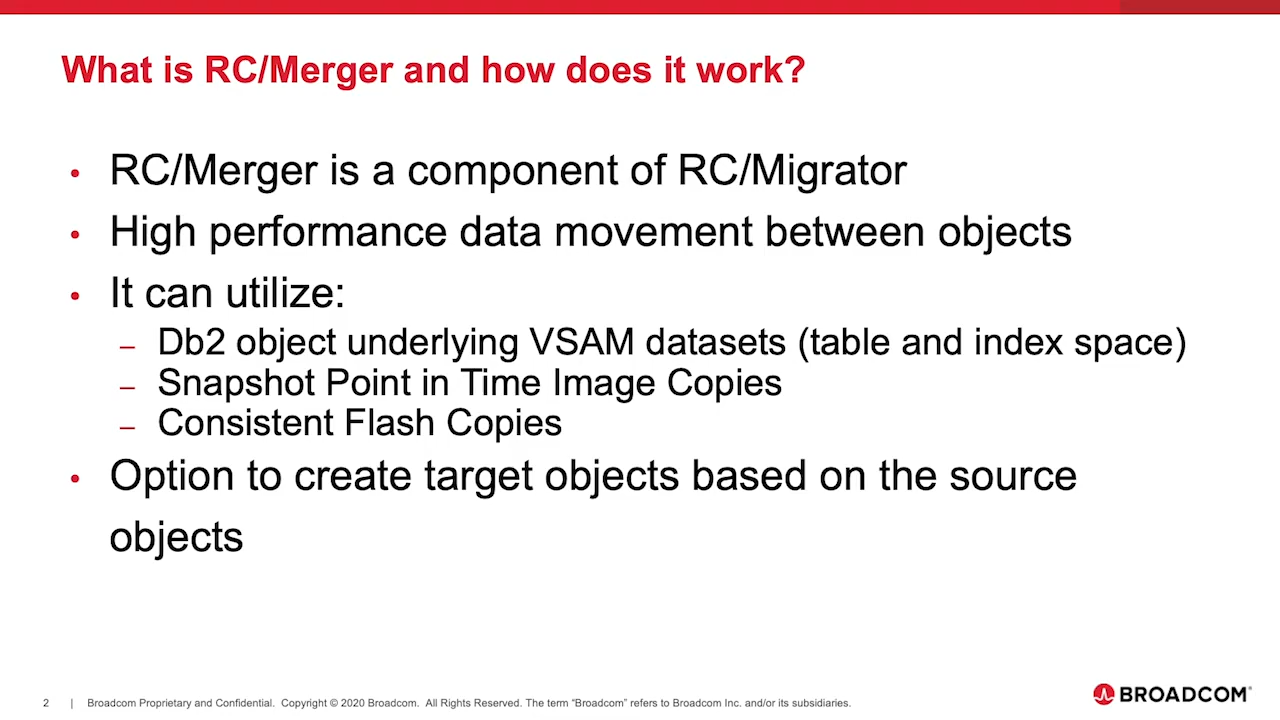 What is RC/Merger and how does it work?
• RC/Merger is a component of RC/Migrator
• High performance data movement between objects
• It can utilize:
– Db2 object underlying VSAM datasets (table and index space)
– Snapshot Point in Time Image Copies
– Consistent Flash Copies
• Option to create target objects based on the source
objects
2 | Broadcom Proprietary and Confidential. Copyright © 2020 Broadcom. All Rights Reserved. The term “Broadcom” refers to Broadcom Inc. and/or its subsidiaries.
BROADCOM®